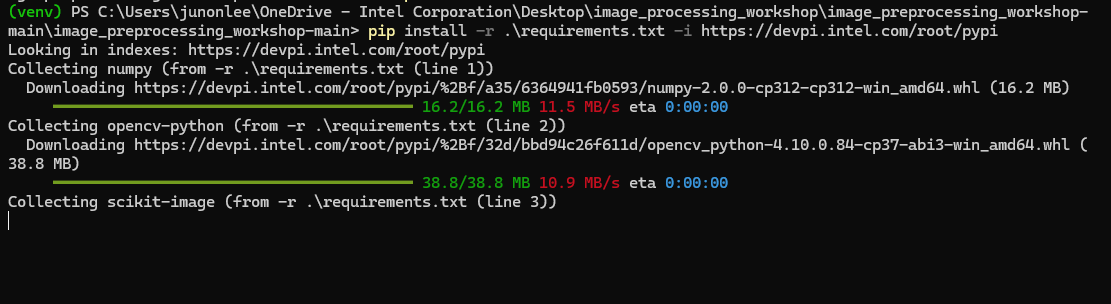 (venv) PS C:\Users\junonlee\OneDrive - Intel Corporation\Desktop\image_processing_workshop\image_preprocessing_workshop-
main\image_preprocessing_workshop-main> pip install -r .\requirements.txt -i https://devpi.intel.com/root/pypi
Looking in indexes: https://devpi.intel.com/root/pypi
Collecting numpy (from -r .\requirements.txt (line 1))
  Downloading https://devpi.intel.com/root/pypi/%2Bf/a35/6364941fb0593/numpy-2.0.0-cp312-cp312-win_amd64.whl (16.2 MB)
16.2/16.2 MB 11.5 MB/s eta 0:00:00
Collecting opencv-python (from -r .\requirements.txt (line 2))
  Downloading https://devpi.intel.com/root/pypi/%2Bf/32d/bbd94c26f611d/opencv_python-4.10.0.84-cp37-abi3-win_amd64.whl (
38.8 MB)
38.8/38.8 MB 10.9 MB/s eta 0:00:00
Collecting scikit-image (from -r .\requirements.txt (line 3))